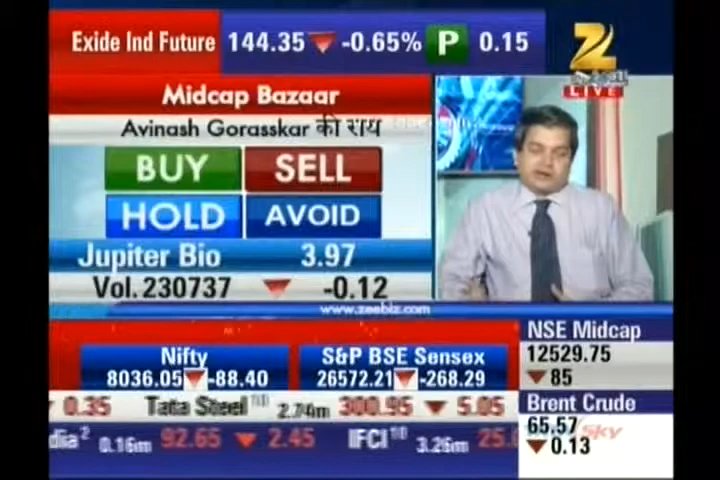 Exide Ind Future 144.35 -0.65% P 0.15
Z
LIVE
Midcap Bazaar
Avinash Gorasskar की राय
BUY SELL
HOLD AVOID
Jupiter Bio 3.97
Vol. 230737 -0.12
www.zeebiz.com
Nifty
8036.05 -88.40
S&P BSE Sensex
26572.21 -268.29
NSE Midcap
12529.75
85
Brent Crude
65.57
0.13
0.35 Tata Steel 2.74m 300.95 5.05
dia² 0.16m 92.65 2.45 IFCI 3.26m 25.
sky